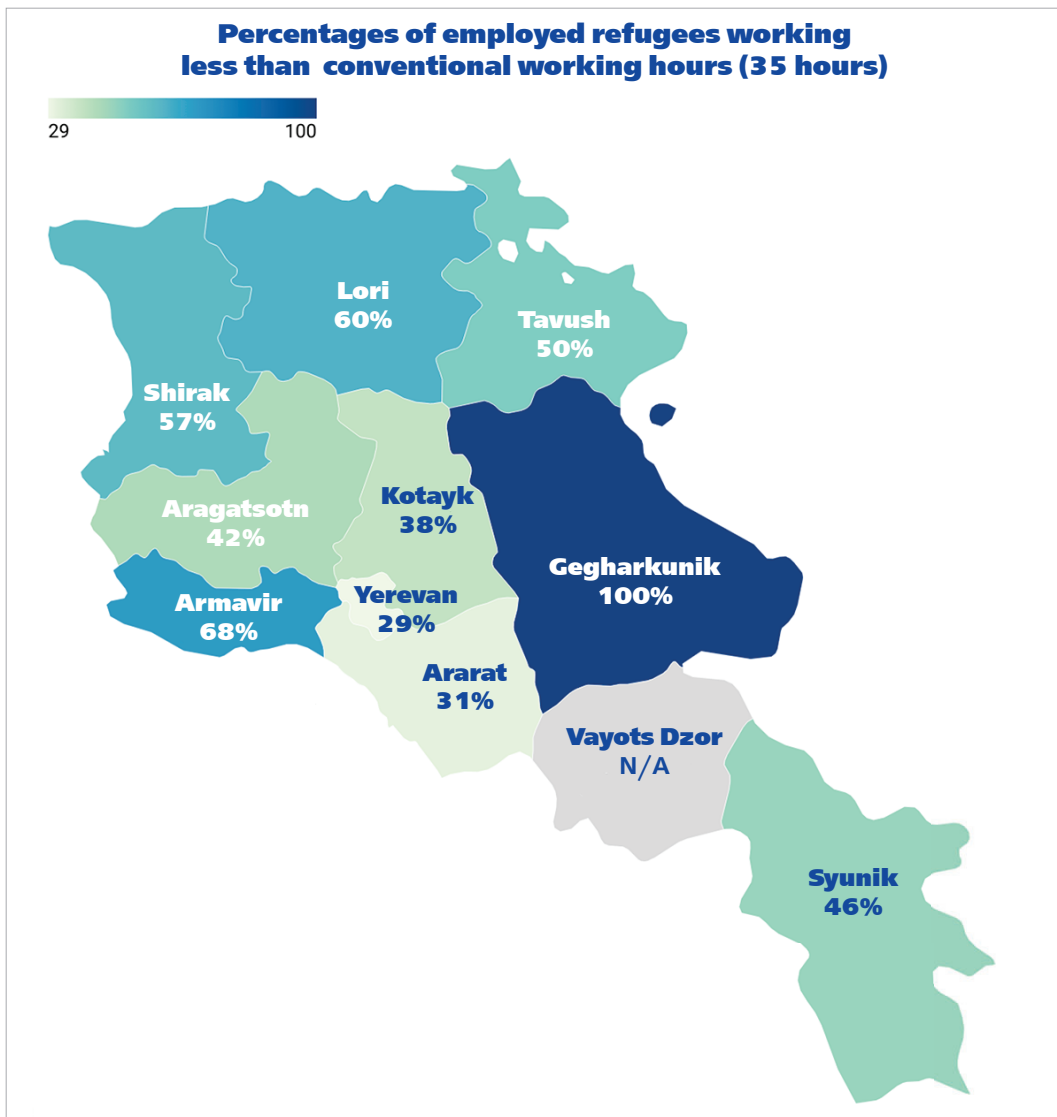 Percentages of employed refugees working
less than conventional working hours (35 hours)
29
100
Lori
60%
Tavush
50%
Shirak
57%
Kotayk
38%
Aragatsotn
42%
Gegharkunik
100%
Yerevan
29%
Armavir
68%
Ararat
31%
Vayots Dzor
N/A
Syunik
46%